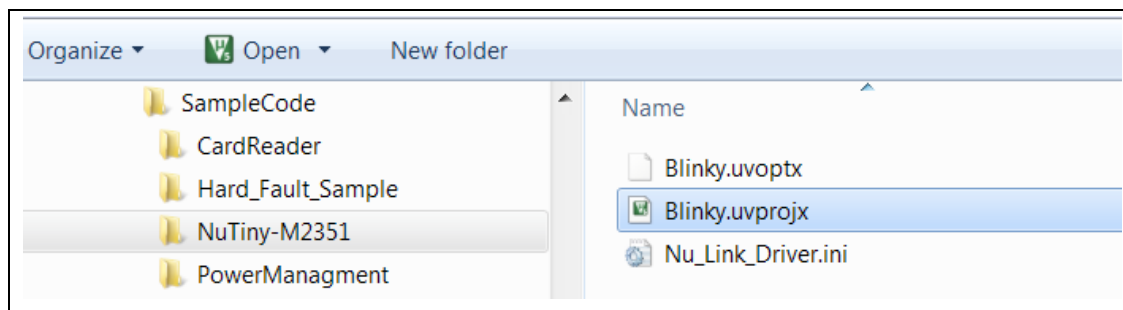 Organize Open New folder
SampleCode
CardReader
Hard_Fault_Sample
NuTiny-M2351
PowerManagment
Name
Blinky.uvoptx
Blinky.uvprojx
Nu_Link_Driver.ini